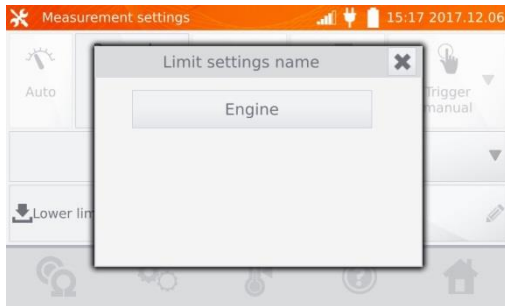 Measurement settings 15:17 2017.12.06
Limit settings name
Auto
Trigger
manual
Engine
Lower lim